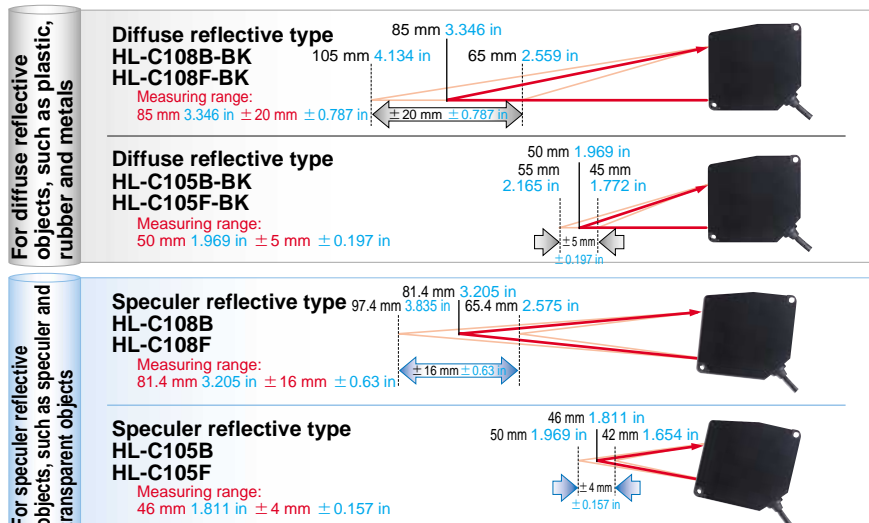 For diffuse reflective
objects, such as plastic,
rubber and metals
Diffuse reflective type
HL-C108B-BK
HL-C108F-BK
Measuring range:
85 mm 3.346 in ±20 mm ±0.787 in
85 mm 3.346 in
105 mm 4.134 in
65 mm 2.559 in
±20 mm ±0.787 in
Diffuse reflective type
HL-C105B-BK
HL-C105F-BK
Measuring range:
50 mm 1.969 in ±5 mm ±0.197 in
50 mm 1.969 in
55 mm
2.165 in
45 mm
1.772 in
±5 mm
±0.197 in
For speculer reflective
objects, such as speculer and
transparent objects
Speculer reflective type
HL-C108B
HL-C108F
Measuring range:
81.4 mm 3.205 in ±16 mm ±0.63 in
81.4 mm 3.205 in
97.4 mm 3.835 in
65.4 mm 2.575 in
±16 mm ±0.63 in
Speculer reflective type
HL-C105B
HL-C105F
Measuring range:
46 mm 1.811 in ±4 mm ±0.157 in
46 mm 1.811 in
50 mm 1.969 in
42 mm 1.654 in
±4 mm
±0.157 in